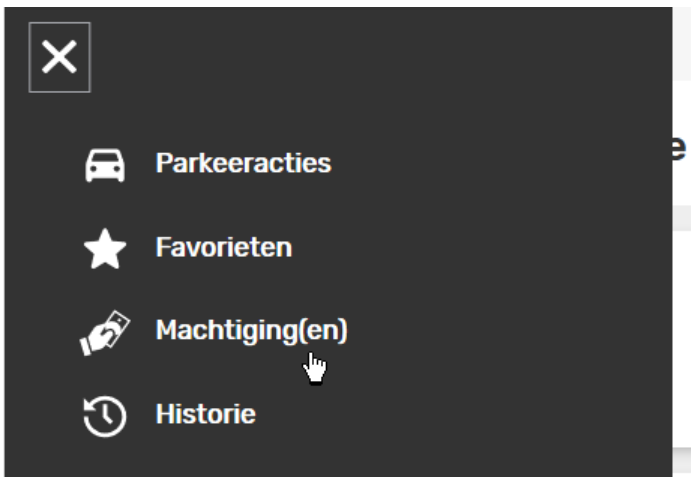 Parkeeracties
Favorieten
Machtiging(en)
Historie
e